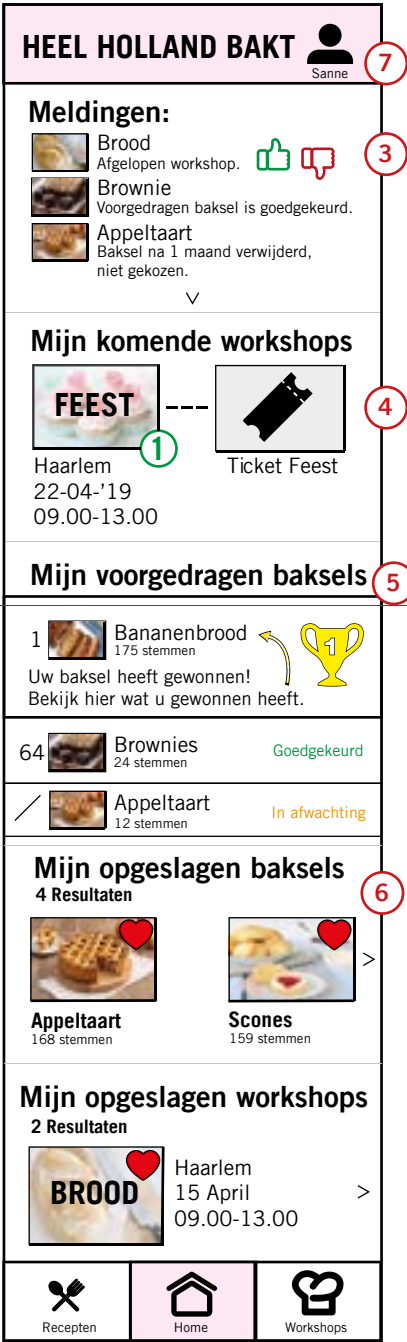 HEEL HOLLAND BAKT
Sanne
7
Meldingen:
Brood
Afgelopen workshop.
3
Brownie
Voorgedragen baksel is goedgekeurd.
Appeltaart
Baksel na 1 maand verwijderd,
niet gekozen.
Mijn komende workshops
FEEST
1
4
Haarlem
22-04-’19
09.00-13.00
Ticket Feest
Mijn voorgedragen baksels
5
1
Bananenbrood
175 stemmen
1
Uw baksel heeft gewonnen!
Bekijk hier wat u gewonnen heeft.
64
Brownies
24 stemmen
Goedgekeurd
/
Appeltaart
12 stemmen
In afwachting
Mijn opgeslagen baksels
4 Resultaten
6
>
Appeltaart
168 stemmen
Scones
159 stemmen
Mijn opgeslagen workshops
2 Resultaten
BROOD
Haarlem
15 April
09.00-13.00
>
Recepten
Home
Workshops